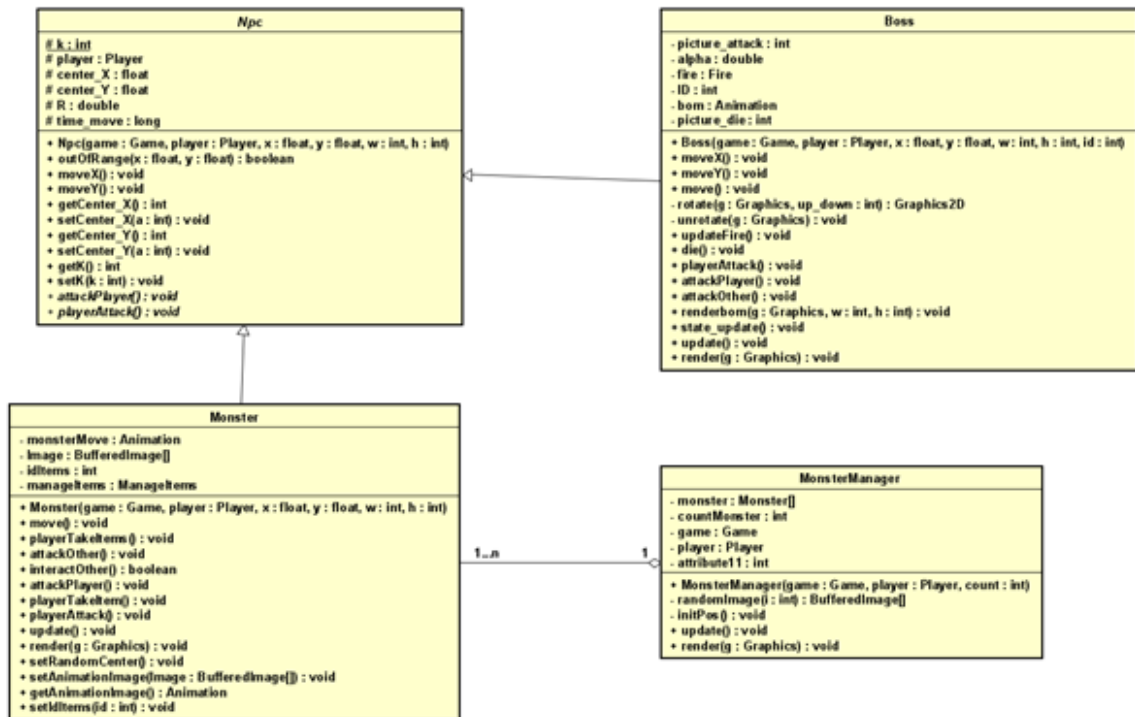 Npc
# k : int
# player : Player
# center_X : float
# center_Y : float
# R : double
# time_move : long
+ Npc(game : Game, player : Player, x : float, y : float, w : int, h : int)
+ outOfRange(x : float, y : float) : boolean
+ moveX() : void
+ moveY() : void
+ getCenter_X() : int
+ setCenter_X(a : int) : void
+ getCenter_Y() : int
+ setCenter_Y(a : int) : void
+ getK() : int
+ setK(k : int) : void
+ attackPlayer() : void
+ playerAttack() : void
Boss
- picture_attack : int
- alpha : double
- fire : Fire
- ID : int
- bom : Animation
- picture_die : int
+ Boss(game : Game, player : Player, x : float, y : float, w : int, h : int, id : int)
+ moveX() : void
+ moveY() : void
+ move() : void
- rotate(g : Graphics, up_down : int) : Graphics2D
- unrotate(g : Graphics) : void
+ updateFire() : void
+ die() : void
+ playerAttack() : void
+ attackPlayer() : void
+ attackOther() : void
+ renderbom(g : Graphics, w : int, h : int) : void
+ state_update() : void
+ update() : void
+ render(g : Graphics) : void
Monster
- monsterMove : Animation
- Image : BufferedImage[]
- idItems : int
- manageItems : ManageItems
+ Monster(game : Game, player : Player, x : float, y : float, w : int, h : int)
+ move() : void
+ playerTakeItems() : void
+ attackOther() : void
+ interactOther() : boolean
+ attackPlayer() : void
+ playerTakeItem() : void
+ playerAttack() : void
+ update() : void
+ render(g : Graphics) : void
+ setRandomCenter() : void
+ setAnimationImage(Image : BufferedImage[]) : void
+ getAnimationImage() : Animation
+ setIdItems(id : int) : void
1...n
1
MonsterManager
- monster : Monster[]
- countMonster : int
- game : Game
- player : Player
- attribute11 : int
+ MonsterManager(game : Game, player : Player, count : int)
- randomImage(i : int) : BufferedImage[]
- initPos() : void
+ update() : void
+ render(g : Graphics) : void